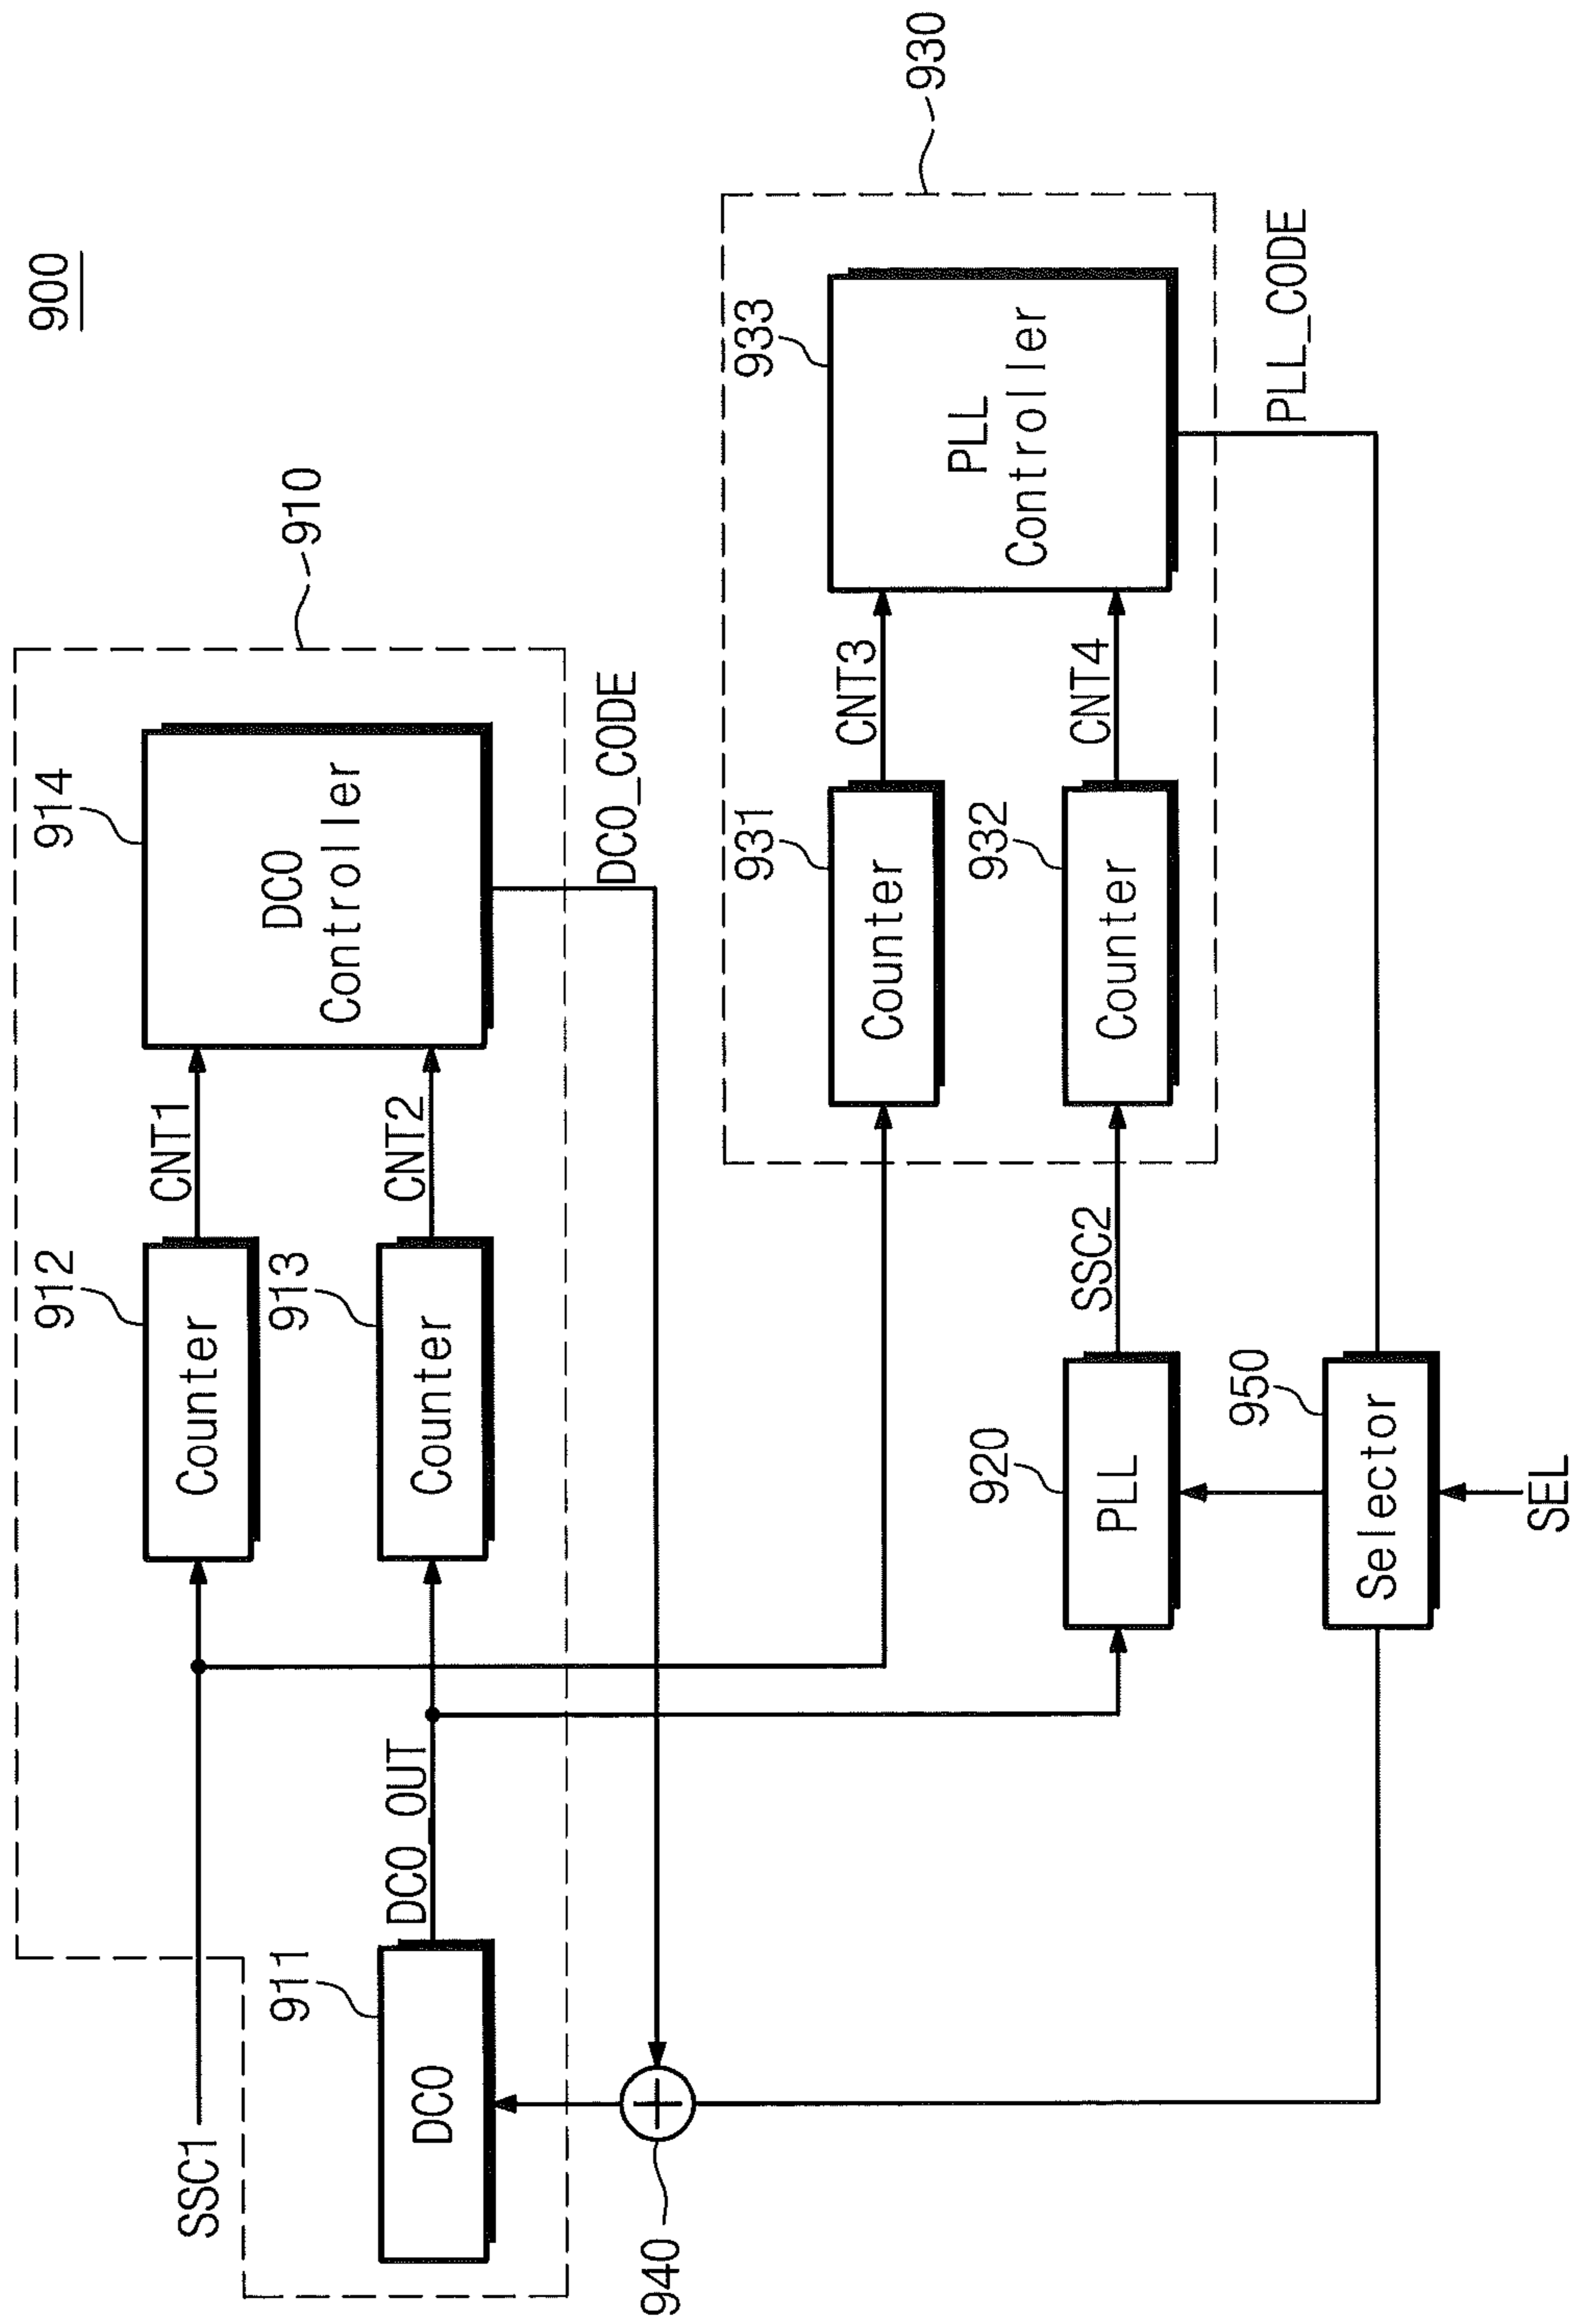 900
910
912
Counter
CNT1
914
DCO
Controller
SSC1
911
DCO
DCO_OUT
913
Counter
CNT2
DCO_CODE
940
930
931
Counter
CNT3
933
PLL
Controller
920
PLL
SSC2
932
Counter
CNT4
950
Selector
SEL
PLL_CODE